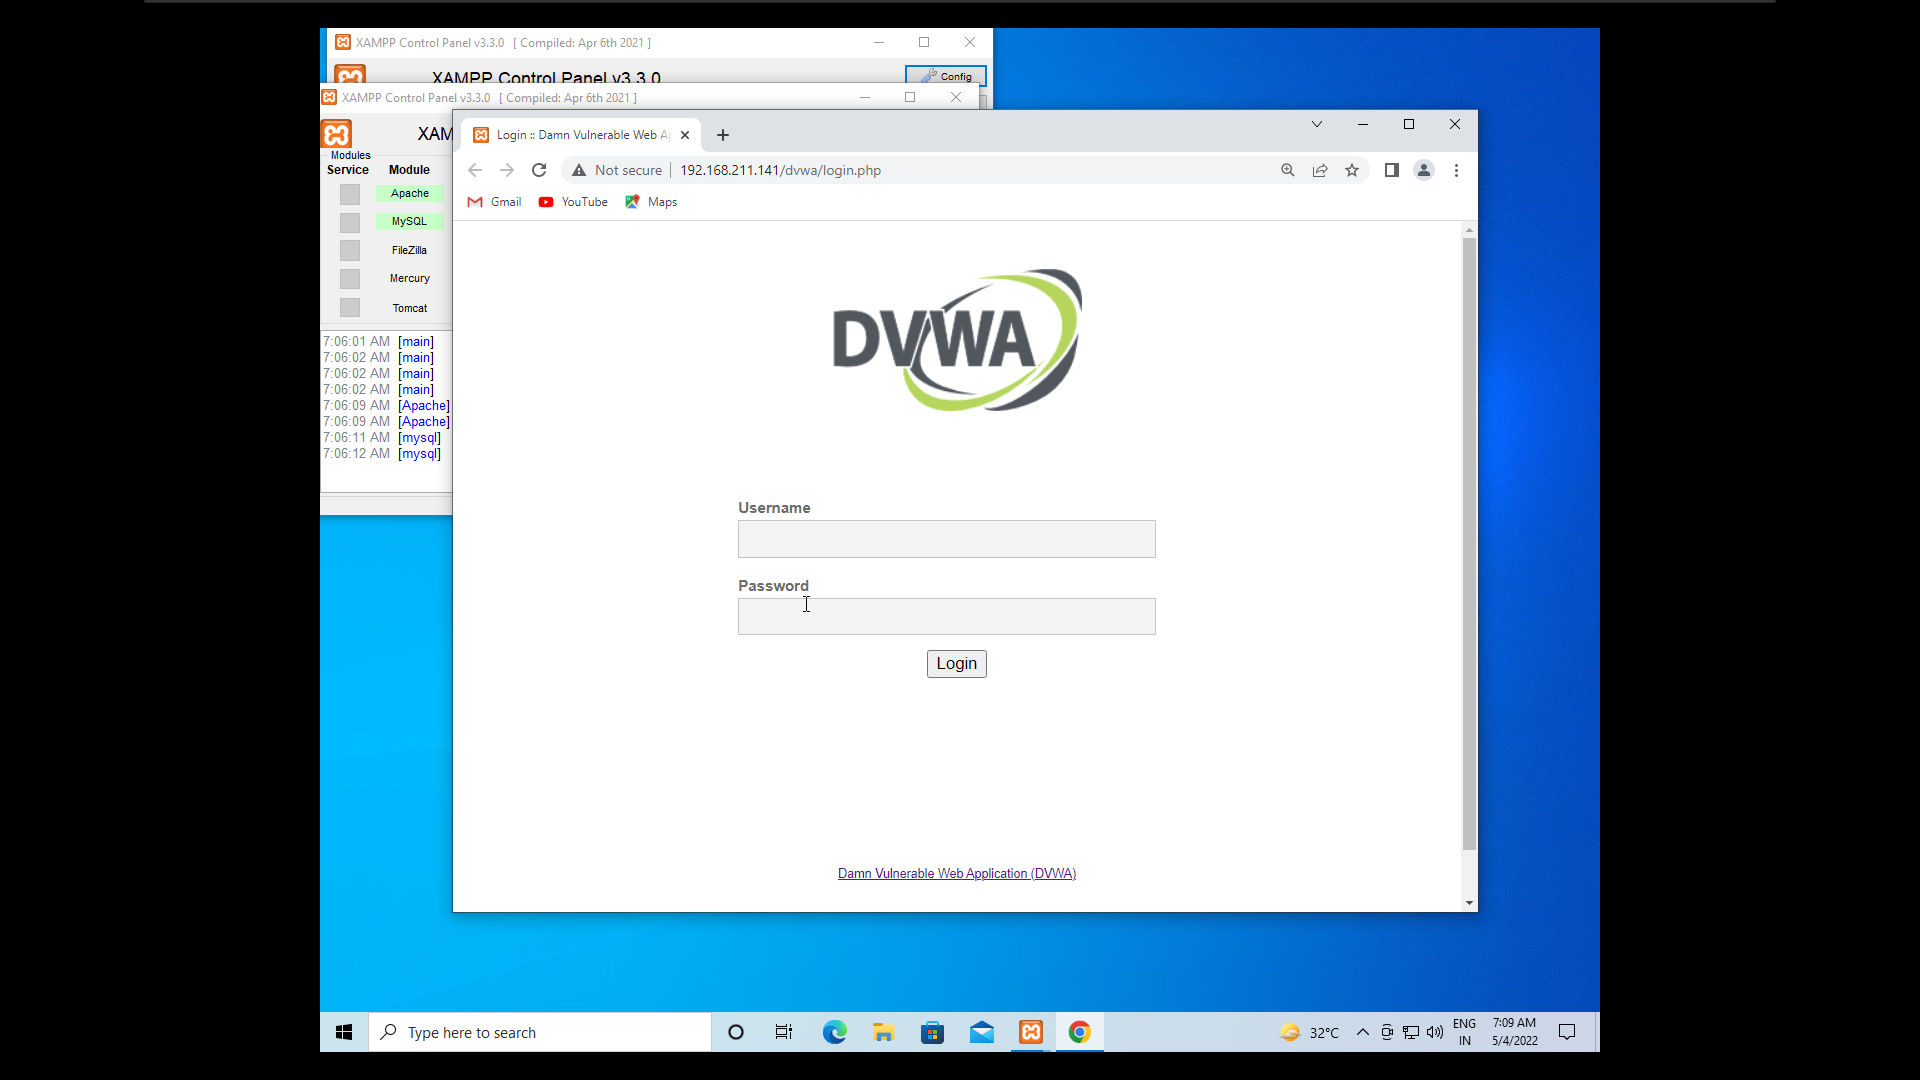 XAMPP Control Panel v3.3.0 [ Compiled: Apr 6th 2021 ]
XAMPP Control Panel v3.3.0
Config
XAMPP Control Panel v3.3.0 [ Compiled: Apr 6th 2021 ]
XAM
Modules
Service Module
Apache
MySQL
FileZilla
Mercury
Tomcat
7:06:01 AM [main]
7:06:02 AM [main]
7:06:02 AM [main]
7:06:02 AM [main]
7:06:09 AM [Apache]
7:06:09 AM [Apache]
7:06:11 AM [mysql]
7:06:12 AM [mysql]
Login :: Damn Vulnerable Web A
Not secure 192.168.211.141/dvwa/login.php
Gmail YouTube Maps
DVWA
Username
Password
Login
Damn Vulnerable Web Application (DVWA)
Type here to search
32°C
ENG
IN
7:09 AM
5/4/2022